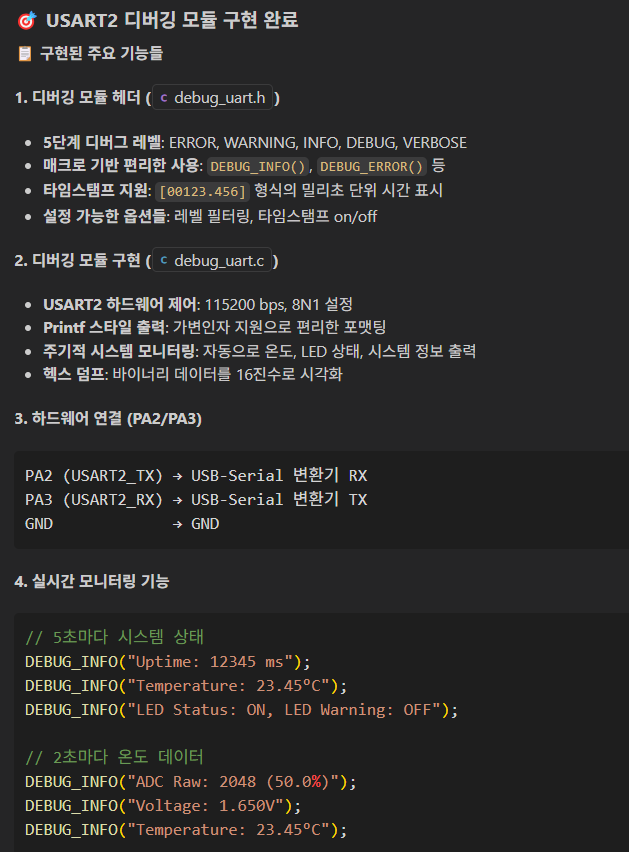 🎯 USART2 디버깅 모듈 구현 완료
📋 구현된 주요 기능들
1. 디버깅 모듈 헤더 (C debug_uart.h)
• 5단계 디버그 레벨: ERROR, WARNING, INFO, DEBUG, VERBOSE
• 매크로 기반 편리한 사용: DEBUG_INFO(), DEBUG_ERROR() 등
• 타임스탬프 지원: [00123.456] 형식의 밀리초 단위 시간 표시
• 설정 가능한 옵션들: 레벨 필터링, 타임스탬프 on/off
2. 디버깅 모듈 구현 (C debug_uart.c)
• USART2 하드웨어 제어: 115200 bps, 8N1 설정
• Printf 스타일 출력: 가변인자 지원으로 편리한 포맷팅
• 주기적 시스템 모니터링: 자동으로 온도, LED 상태, 시스템 정보 출력
• 헥스 덤프: 바이너리 데이터를 16진수로 시각화
3. 하드웨어 연결 (PA2/PA3)
PA2 (USART2_TX) → USB-Serial 변환기 RX
PA3 (USART2_RX) → USB-Serial 변환기 TX
GND → GND
4. 실시간 모니터링 기능
// 5초마다 시스템 상태
DEBUG_INFO("Uptime: 12345 ms");
DEBUG_INFO("Temperature: 23.45°C");
DEBUG_INFO("LED Status: ON, LED Warning: OFF");
// 2초마다 온도 데이터
DEBUG_INFO("ADC Raw: 2048 (50.0%)");
DEBUG_INFO("Voltage: 1.650V");
DEBUG_INFO("Temperature: 23.45°C");